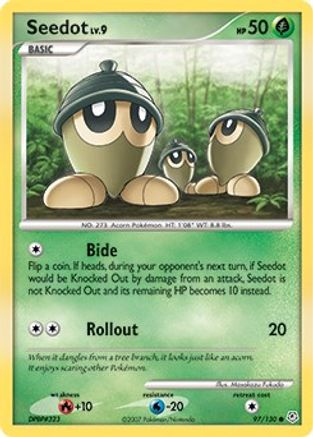 Seedot LV.9 HP 50
BASIC
NO. 273 Acorn Pokémon HT: 1'08" WT: 8.8 lbs.
Bide
Flip a coin. If heads, during your opponent's next turn, if Seedot
would be Knocked Out by damage from an attack, Seedot is
not Knocked Out and its remaining HP becomes 10 instead.
Rollout 20
When it dangles from a tree branch, it looks just like an acorn.
It enjoys scaring other Pokémon.
Illus. Masakazu Fukuda
weakness resistance retreat cost
+10 -20
DPBP#323 ©2007 Pokémon/Nintendo 97/130